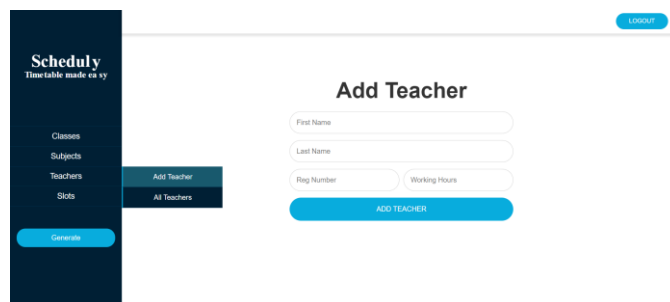 LOGOUT
Scheduly
Timetable made ea sy
Classes
Subjects
Teachers
Slots
Generate
Add Teacher
All Teachers
Add Teacher
First Name
Last Name
Reg Number
Working Hours
ADD TEACHER